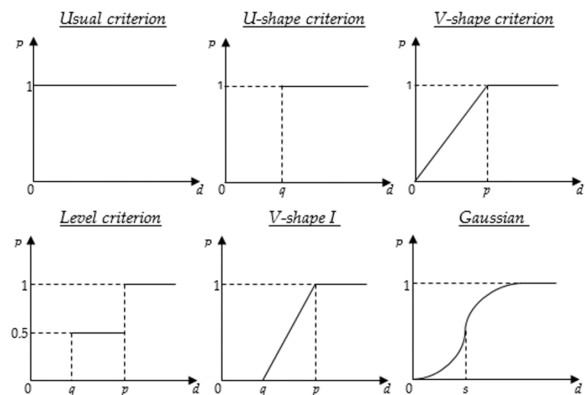 Usual criterion
U-shape criterion
V-shape criterion
p
1
0
d
p
1
0
q
d
p
1
0
p
d
Level criterion
V-shape I
Gaussian
p
1
0.5
0
q
p
d
p
1
0
q
p
d
p
1
0
s
d